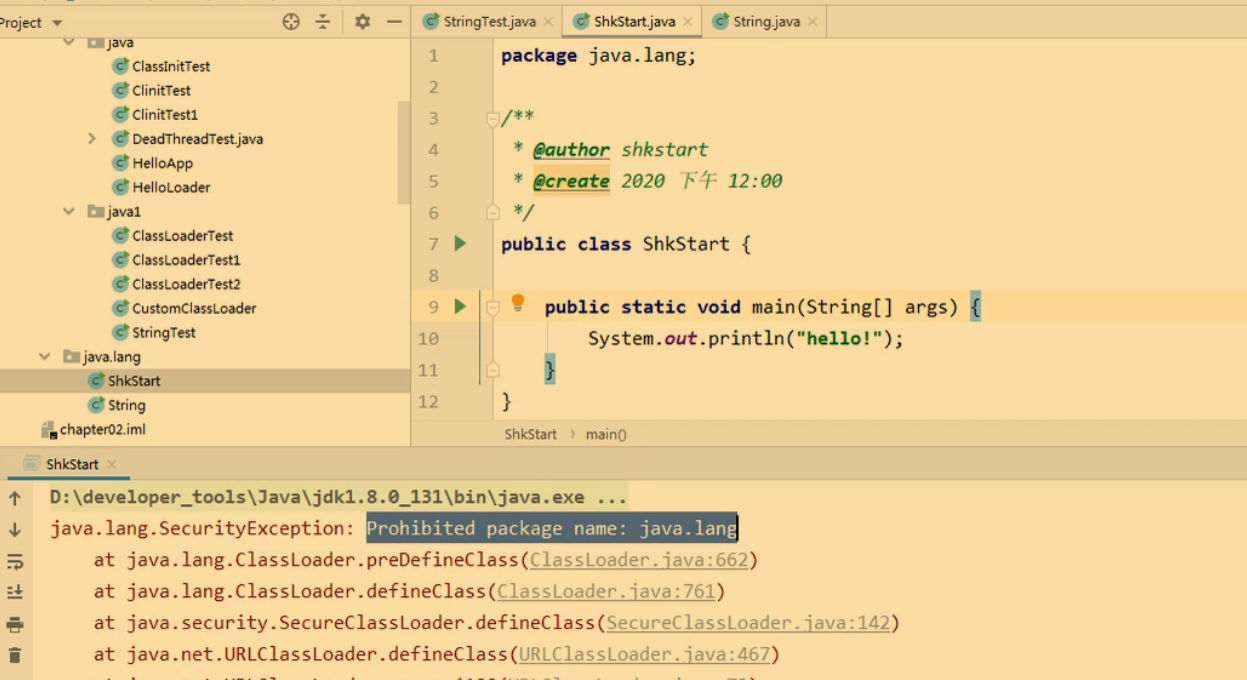 Project
StringTest.java
ShkStart.java
String.java
java
ClassInitTest
ClinitTest
ClinitTest1
DeadThreadTest.java
HelloApp
HelloLoader
java1
ClassLoaderTest
ClassLoaderTest1
ClassLoaderTest2
CustomClassLoader
StringTest
java.lang
ShkStart
String
chapter02.iml
1 package java.lang;
2
3 /**
4 * @author shkstart
5 * @create 2020 下午 12:00
6 */
7 public class ShkStart {
8
9 public static void main(String[] args) {
10 System.out.println("hello!");
11 }
12 }
ShkStart › main()
ShkStart
D:\developer_tools\Java\jdk1.8.0_131\bin\java.exe ...
java.lang.SecurityException: Prohibited package name: java.lang
at java.lang.ClassLoader.preDefineClass(ClassLoader.java:662)
at java.lang.ClassLoader.defineClass(ClassLoader.java:761)
at java.security.SecureClassLoader.defineClass(SecureClassLoader.java:142)
at java.net.URLClassLoader.defineClass(URLClassLoader.java:467)